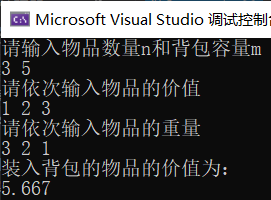 Microsoft Visual Studio 调试控制台
请输入物品数量n和背包容量m
3 5
请依次输入物品的价值
1 2 3
请依次输入物品的重量
3 2 1
装入背包的物品的价值为：
5.667